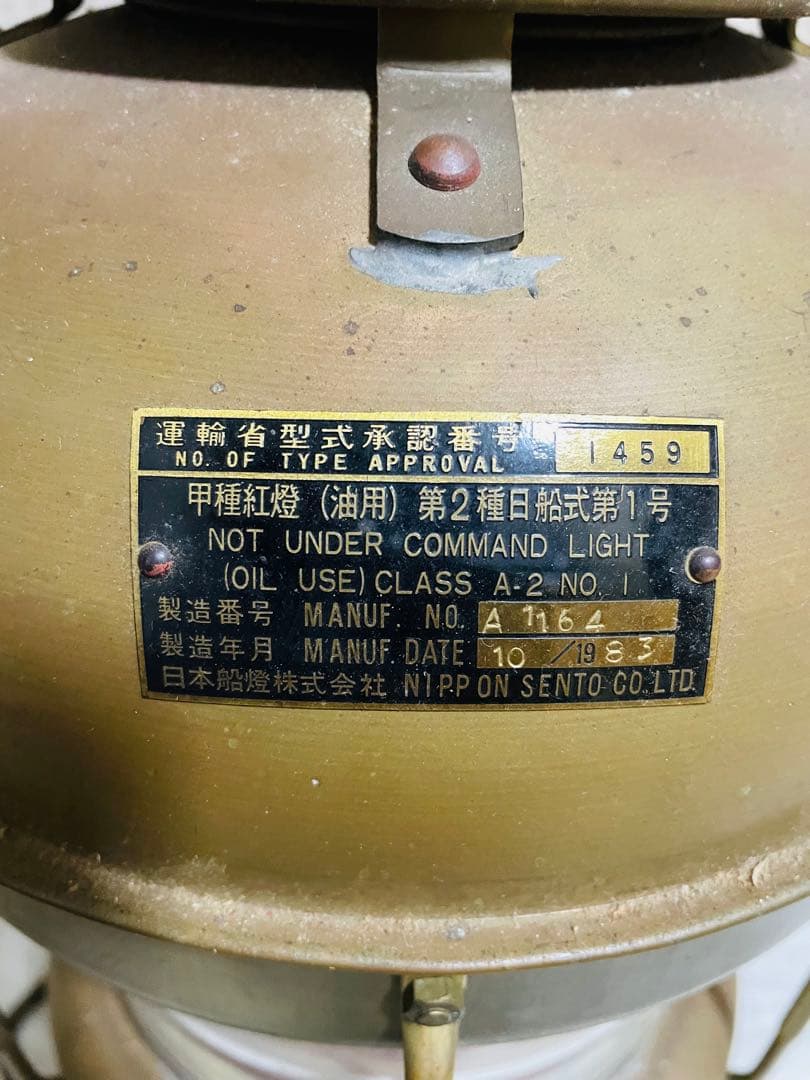 運輸省型式承認番号
NO. OF TYPE APPROVAL 1459
甲種紅燈 (油用) 第2種日船式第1号
NOT UNDER COMMAND LIGHT
(OIL USE) CLASS A-2 NO. 1
製造番号 MANUF. NO. A1164
製造年月 MANUF. DATE 10 / 1983
日本船燈株式会社 NIPPON SENTO CO., LTD.